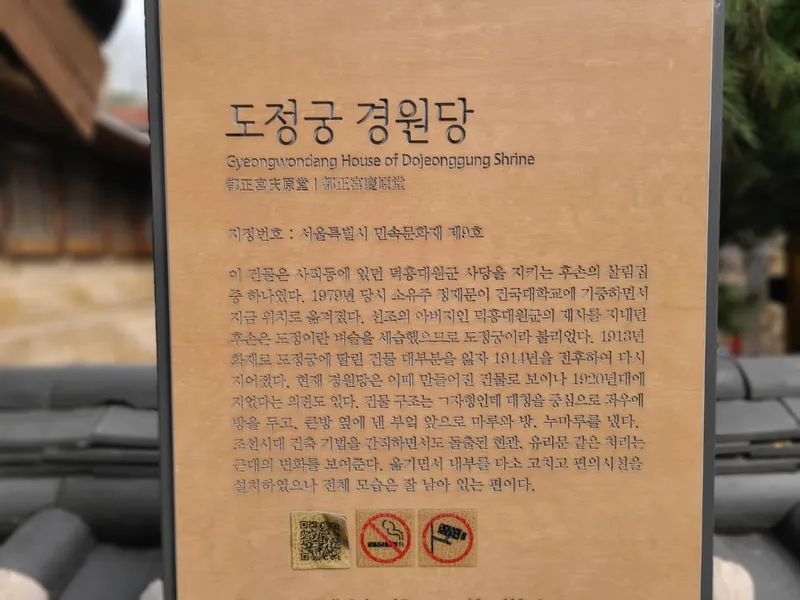 도정궁 경원당
Gyeongwondang House of Dojeonggung Shrine
都正宮庆原堂 | 都正宮慶原堂
지정번호 : 서울특별시 민속문화재 제9호
이 건물은 사직동에 있던 덕흥대원군 사당을 지키는 후손의 살림집
중 하나였다. 1979년 당시 소유주 정재문이 건국대학교에 기증하면서
지금 위치로 옮겨졌다. 선조의 아버지인 덕흥대원군의 제사를 지내던
후손은 도정이란 벼슬을 세습했으므로 도정궁이라 불리었다. 1913년
화재로 도정궁에 딸린 건물 대부분을 잃자 1914년을 전후하여 다시
지어졌다. 현재 경원당은 이때 만들어진 건물로 보이나 1920년대에
지었다는 의견도 있다. 건물 구조는 ㄱ자형인데 대청을 중심으로 좌우에
방을 두고, 큰방 옆에 낸 부엌 앞으로 마루와 방, 누마루를 냈다.
조선시대 건축 기법을 간직하면서도 돌출된 현관, 유리문 같은 처리는
근대의 변화를 보여준다. 옮기면서 내부를 다소 고치고 편의시설을
설치하였으나 전체 모습은 잘 남아 있는 편이다.